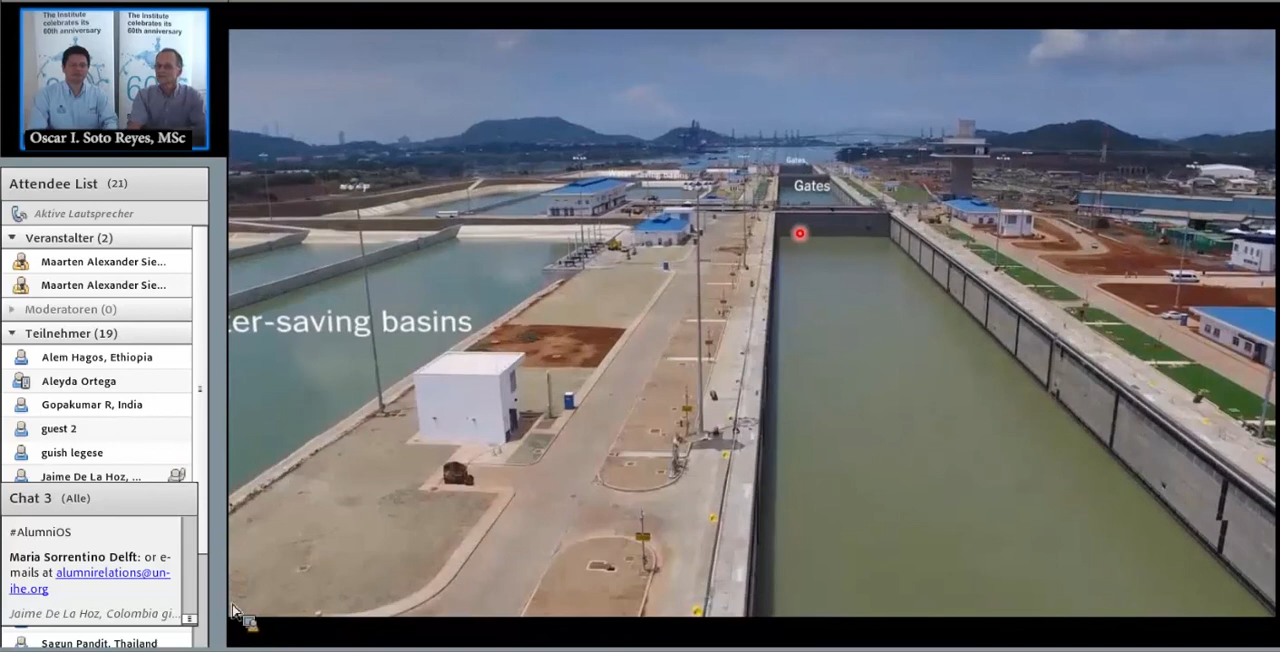 The Institute
celebrates its
60th anniversary
The Institute
celebrates its
60th anniversary
Oscar I. Soto Reyes, MSc
Attendee List (21)
Aktive Lautsprecher
Veranstalter (2)
Maarten Alexander Sie...
Maarten Alexander Sie...
Moderatoren (0)
Teilnehmer (19)
Alem Hagos, Ethiopia
Aleyda Ortega
Gopakumar R, India
guest 2
guish legese
Jaime De La Hoz, ...
Chat 3 (Alle)
#AlumniOS
Maria Sorrentino Delft: or e-
mails at alumnirelations@un-
ihe.org
Jaime De La Hoz, Colombia gi...
Sagun Pandit, Thailand
Gates
Gates
er-saving basins